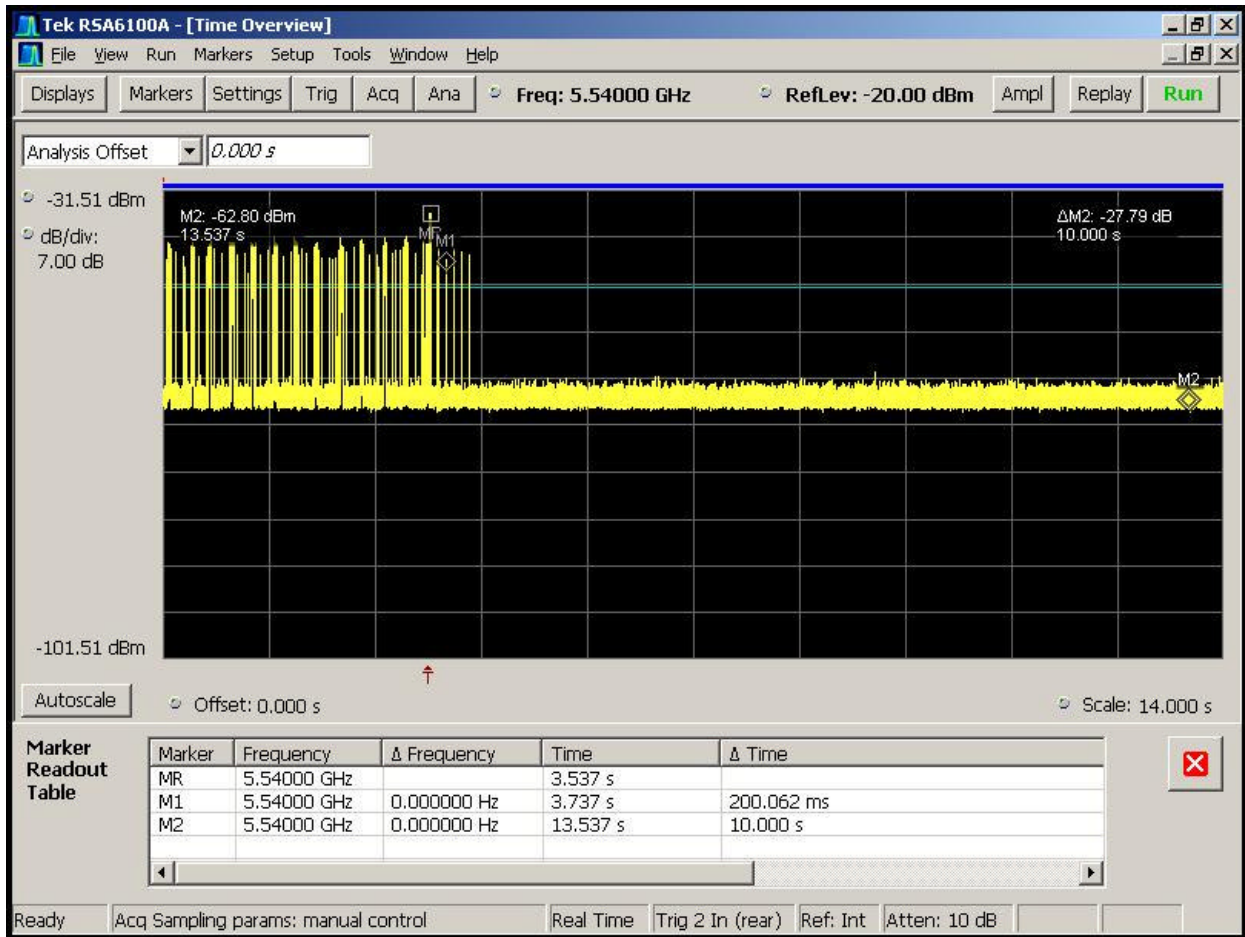 Tek RSA6100A - [Time Overview]
File View Run Markers Setup Tools Window Help
Displays Markers Settings Trig Acq Ana Freq: 5.54000 GHz RefLev: -20.00 dBm Ampl Replay Run
Analysis Offset 0.000 s
-31.51 dBm
dB/div:
7.00 dB
M2: -62.80 dBm
13.537 s
MR
M1
ΔM2: -27.79 dB
10.000 s
M2
-101.51 dBm
Autoscale Offset: 0.000 s Scale: 14.000 s
Marker Readout Table
Marker Frequency Δ Frequency Time Δ Time
MR 5.54000 GHz 3.537 s
M1 5.54000 GHz 0.000000 Hz 3.737 s 200.062 ms
M2 5.54000 GHz 0.000000 Hz 13.537 s 10.000 s
Ready Acq Sampling params: manual control Real Time Trig 2 In (rear) Ref: Int Atten: 10 dB